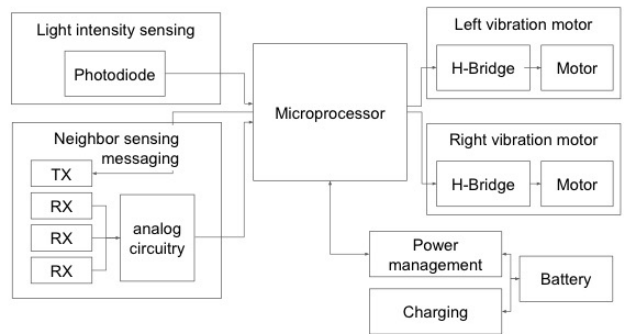 Light intensity sensing
Photodiode
Neighbor sensing
messaging
TX
RX
RX
RX
analog
circuitry
Microprocessor
Left vibration motor
H-Bridge
Motor
Right vibration motor
H-Bridge
Motor
Power
management
Charging
Battery